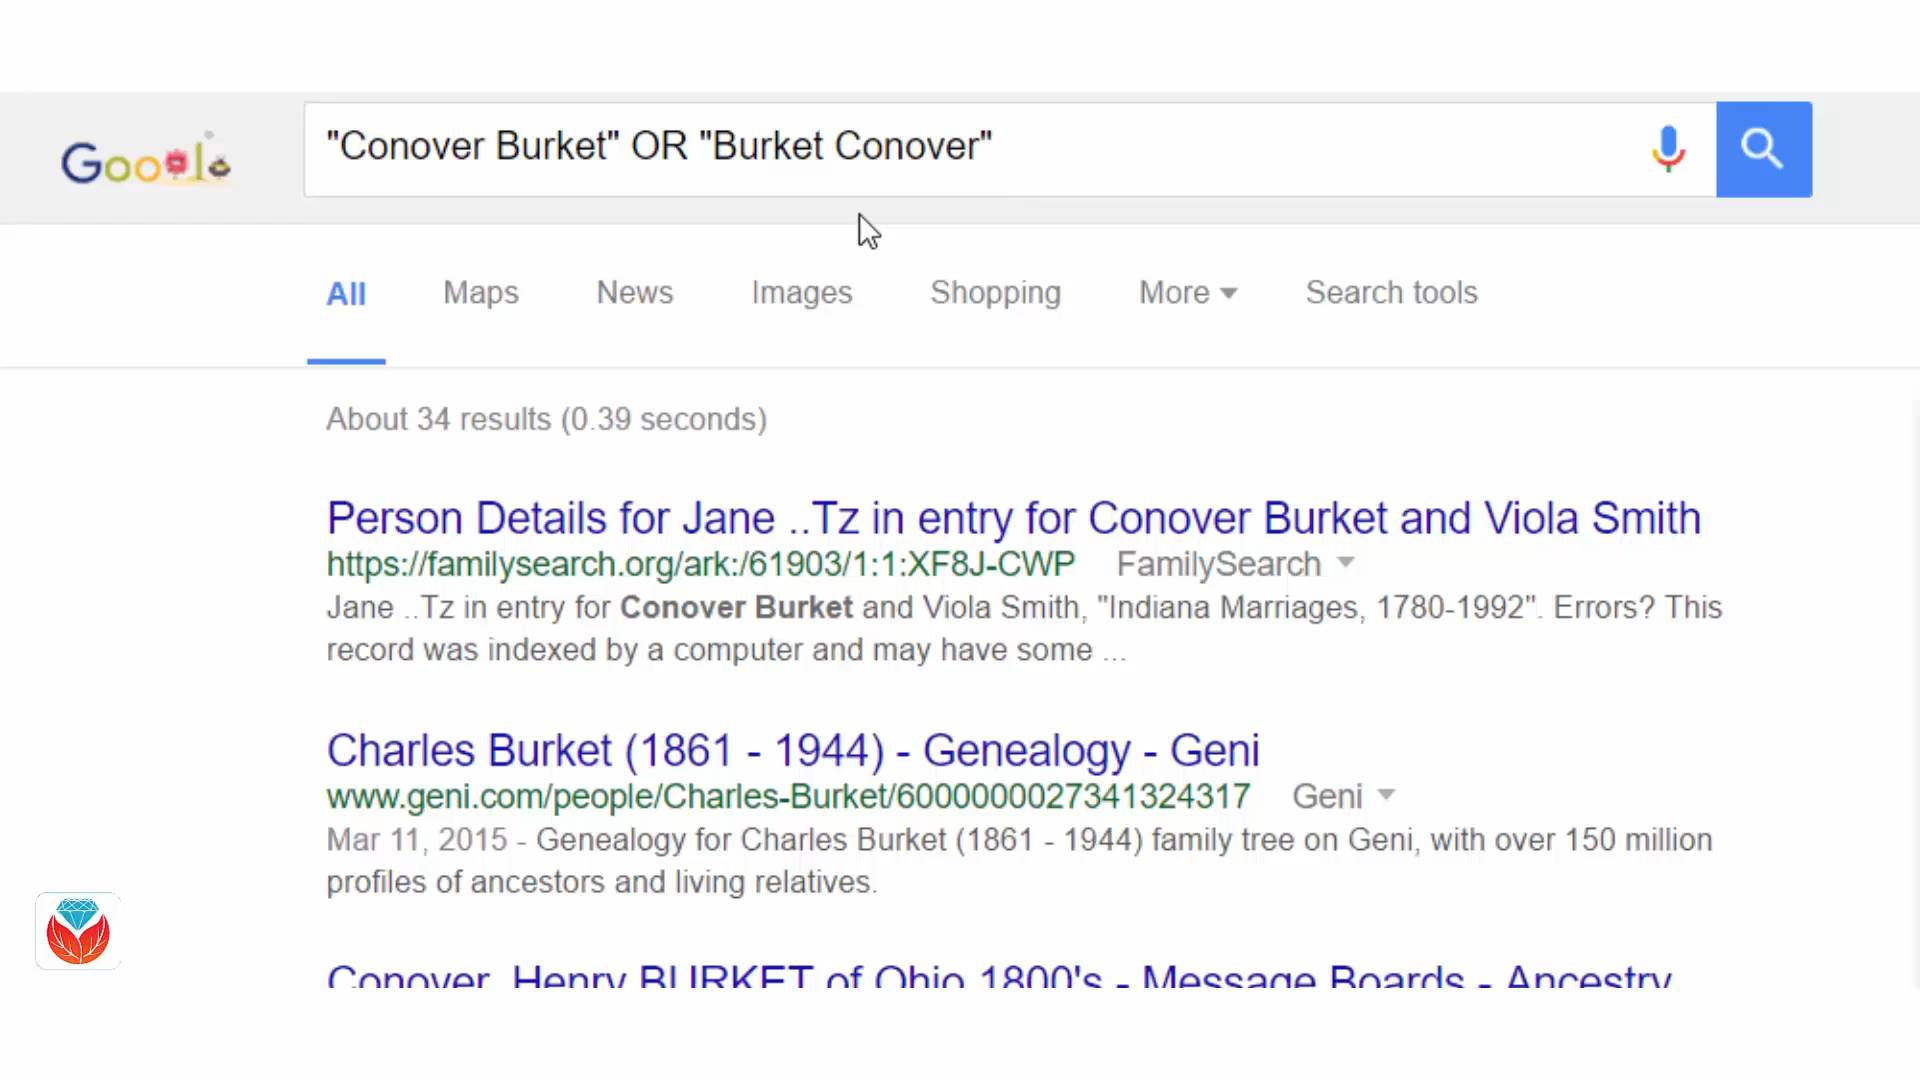 Google
"Conover Burket" OR "Burket Conover"
All Maps News Images Shopping More Search tools
About 34 results (0.39 seconds)
Person Details for Jane ..Tz in entry for Conover Burket and Viola Smith
https://familysearch.org/ark:/61903/1:1:XF8J-CWP FamilySearch
Jane ..Tz in entry for Conover Burket and Viola Smith, "Indiana Marriages, 1780-1992". Errors? This
record was indexed by a computer and may have some ...
Charles Burket (1861 - 1944) - Genealogy - Geni
www.geni.com/people/Charles-Burket/6000000027341324317 Geni
Mar 11, 2015 - Genealogy for Charles Burket (1861 - 1944) family tree on Geni, with over 150 million
profiles of ancestors and living relatives.
Conover, Henry BURKET of Ohio 1800's - Message Boards - Ancestry